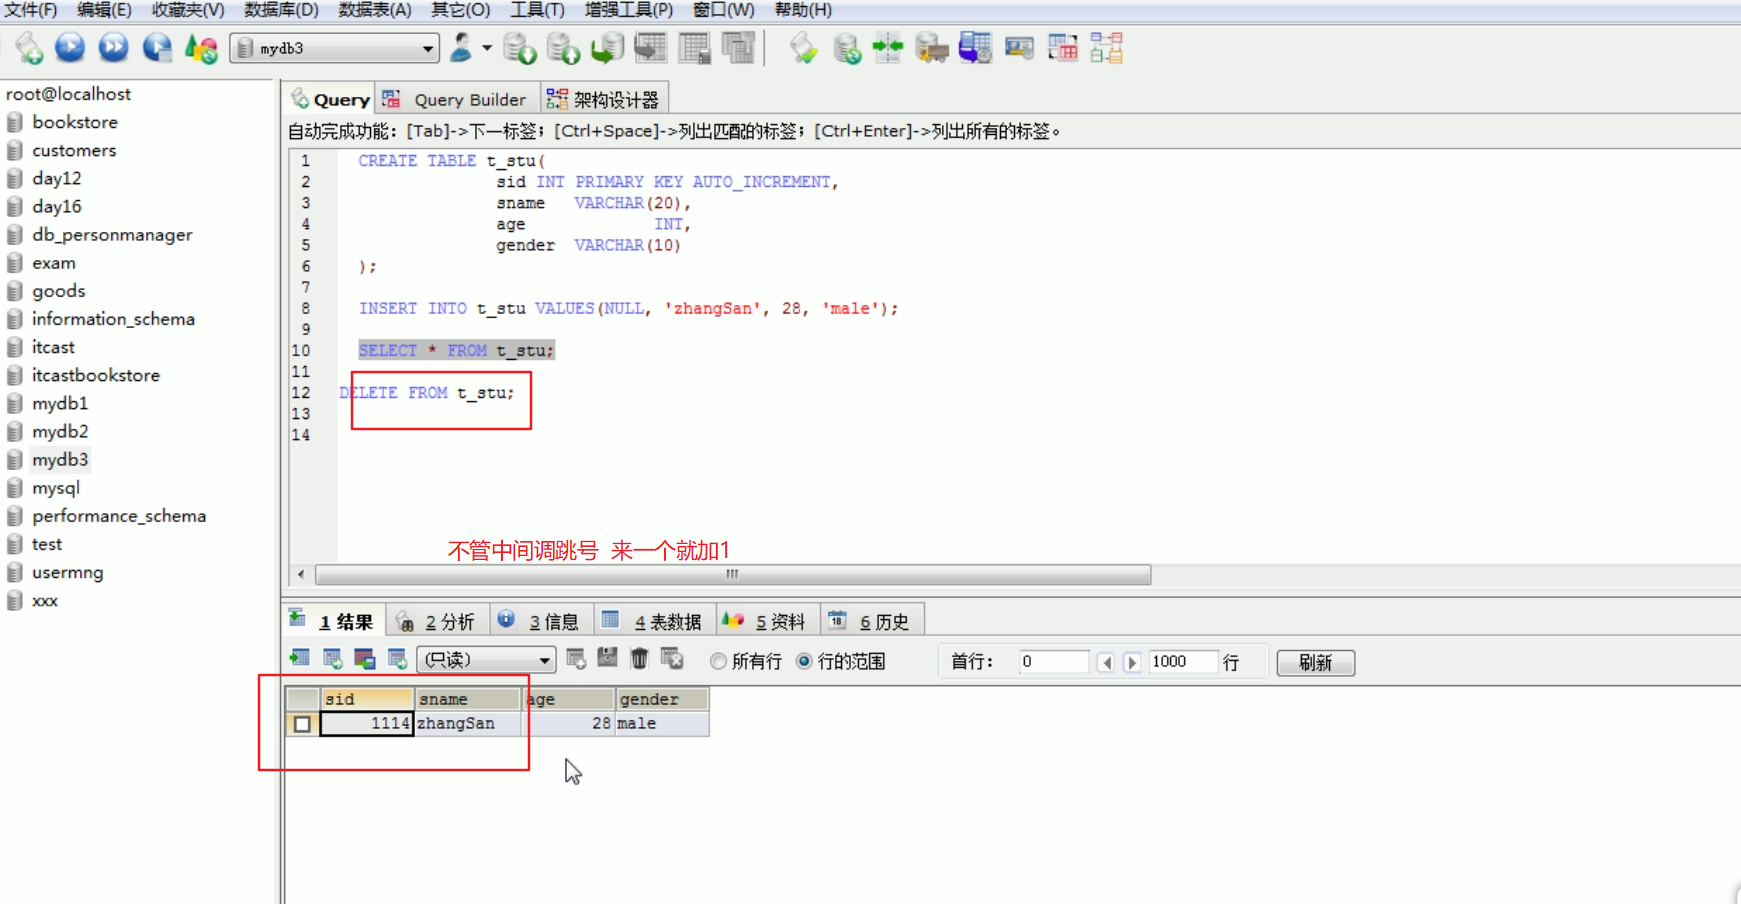 文件(F) 编辑(E) 收藏夹(V) 数据库(D) 数据表(A) 其它(O) 工具(T) 增强工具(P) 窗口(W) 帮助(H)
mydb3
root@localhost
bookstore
customers
day12
day16
db_personmanager
exam
goods
information_schema
itcast
itcastbookstore
mydb1
mydb2
mydb3
mysql
performance_schema
test
usermng
xxx
Query Query Builder 架构设计器
自动完成功能：[Tab]->下一标签；[Ctrl+Space]->列出匹配的标签；[Ctrl+Enter]->列出所有的标签。
1 CREATE TABLE t_stu(
2 sid INT PRIMARY KEY AUTO_INCREMENT,
3 sname VARCHAR(20),
4 age INT,
5 gender VARCHAR(10)
6 );
7
8 INSERT INTO t_stu VALUES(NULL, 'zhangSan', 28, 'male');
9
10 SELECT * FROM t_stu;
11
12 DELETE FROM t_stu;
13
14
不管中间调跳号 来一个就加1
1 结果 2 分析 3 信息 4 表数据 5 资料 18 6 历史
(只读) 所有行 行的范围 首行： 0 1000 行 刷新
sid sname age gender
1114 zhangSan 28 male